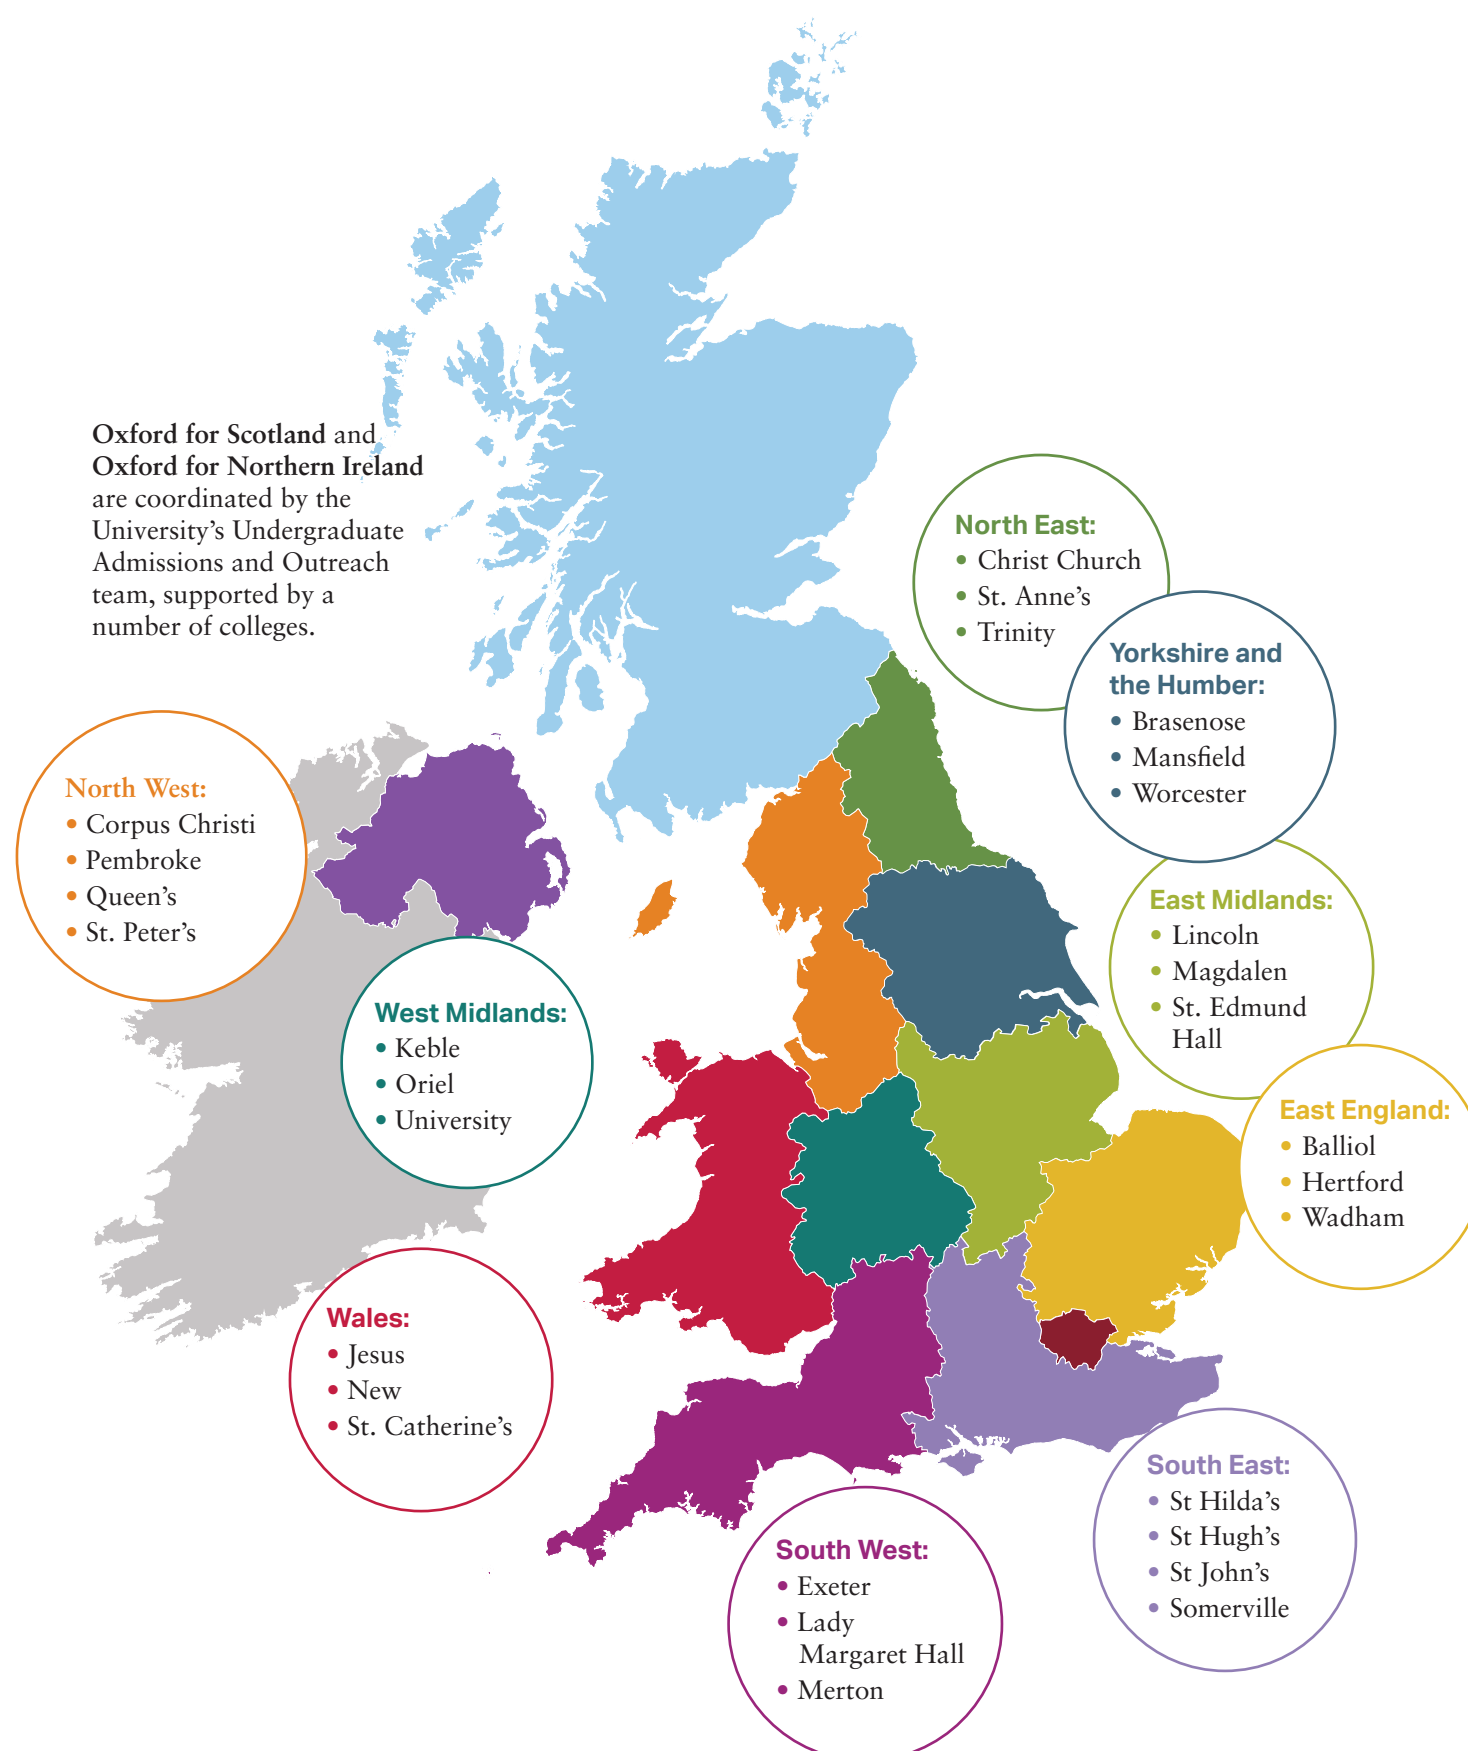 Oxford for Scotland and
Oxford for Northern Ireland
are coordinated by the
University’s Undergraduate
Admissions and Outreach
team, supported by a
number of colleges.
North East:
• Christ Church
• St. Anne’s
• Trinity
Yorkshire and
the Humber:
• Brasenose
• Mansfield
• Worcester
North West:
• Corpus Christi
• Pembroke
• Queen’s
• St. Peter’s
East Midlands:
• Lincoln
• Magdalen
• St. Edmund
Hall
West Midlands:
• Keble
• Oriel
• University
East England:
• Balliol
• Hertford
• Wadham
Wales:
• Jesus
• New
• St. Catherine’s
South East:
• St Hilda’s
• St Hugh’s
• St John’s
• Somerville
South West:
• Exeter
• Lady
Margaret Hall
• Merton